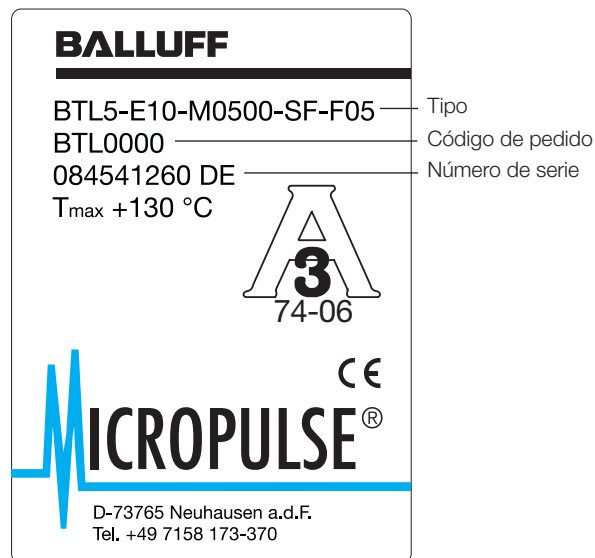 BALLUFF
BTL5-E10-M0500-SF-F05 Tipo
BTL0000 Código de pedido
084541260 DE Número de serie
Tmax +130 °C
A
3
74-06
CE
MICROPULSE®
D-73765 Neuhausen a.d.F.
Tel. +49 7158 173-370